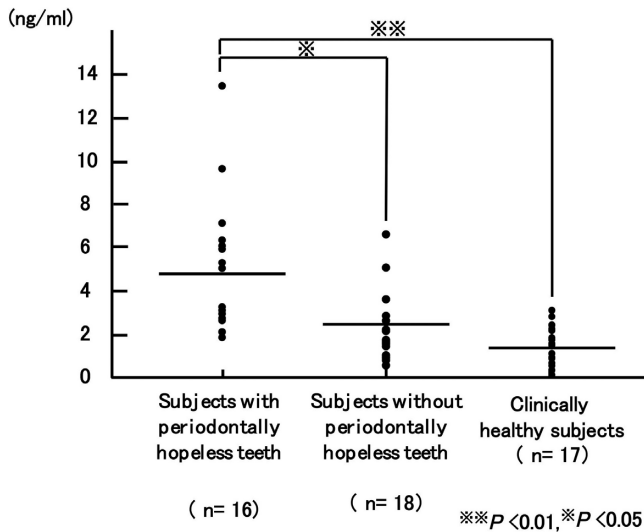 (ng/ml)
※※
※
14
12
10
8
6
4
2
0
Subjects with
periodontally
hopeless teeth
( n= 16)
Subjects without
periodontally
hopeless teeth
( n= 18)
Clinically
healthy subjects
( n= 17)
※※P <0.01,※P <0.05